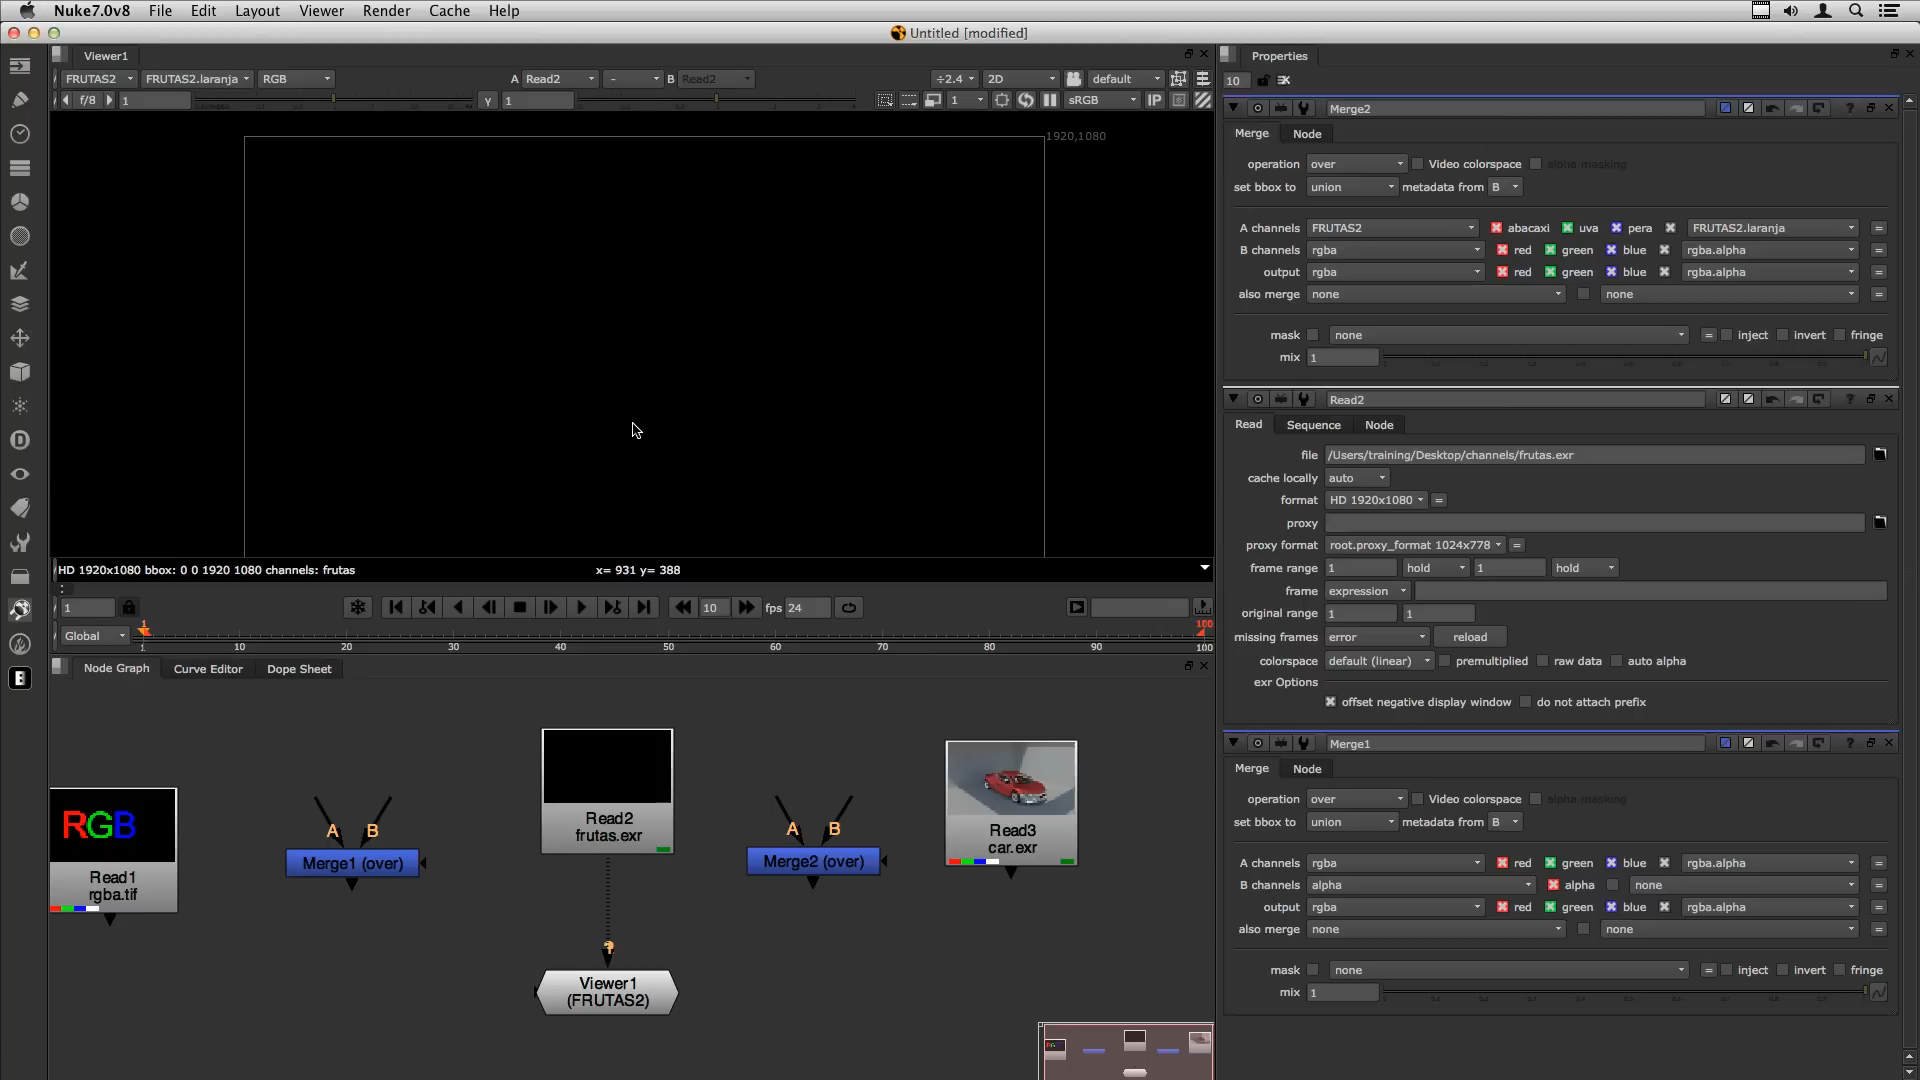 Nuke7.0v8 File Edit Layout Viewer Render Cache Help
Untitled [modified]
Viewer1
FRUTAS2 FRUTAS2.laranja RGB A Read2 - B Read2 ÷2.4 2D default
f/8 1 Y 1 1 sRGB IP
1920,1080
HD 1920x1080 bbox: 0 0 1920 1080 channels: frutas x= 931 y= 388
1 10 fps 24
Global 1 1 10 20 30 40 50 60 70 80 90 100 100
Node Graph Curve Editor Dope Sheet
RGB
Read1
rgba.tif
A B
Merge1 (over)
Read2
frutas.exr
A B
Merge2 (over)
Read3
car.exr
Viewer1
(FRUTAS2)
Properties
10
Merge2
Merge Node
operation over Video colorspace alpha masking
set bbox to union metadata from B
A channels FRUTAS2 abacaxi uva pera FRUTAS2.laranja =
B channels rgba red green blue rgba.alpha =
output rgba red green blue rgba.alpha =
also merge none none =
mask none = inject invert fringe
mix 1
Read2
Read Sequence Node
file /Users/training/Desktop/channels/frutas.exr
cache locally auto
format HD 1920x1080 =
proxy
proxy format root.proxy_format 1024x778 =
frame range 1 hold 1 hold
frame expression
original range 1 1
missing frames error reload
colorspace default (linear) premultiplied raw data auto alpha
exr Options
offset negative display window do not attach prefix
Merge1
Merge Node
operation over Video colorspace alpha masking
set bbox to union metadata from B
A channels rgba red green blue rgba.alpha =
B channels alpha alpha none =
output rgba red green blue rgba.alpha =
also merge none none =
mask none = inject invert fringe
mix 1